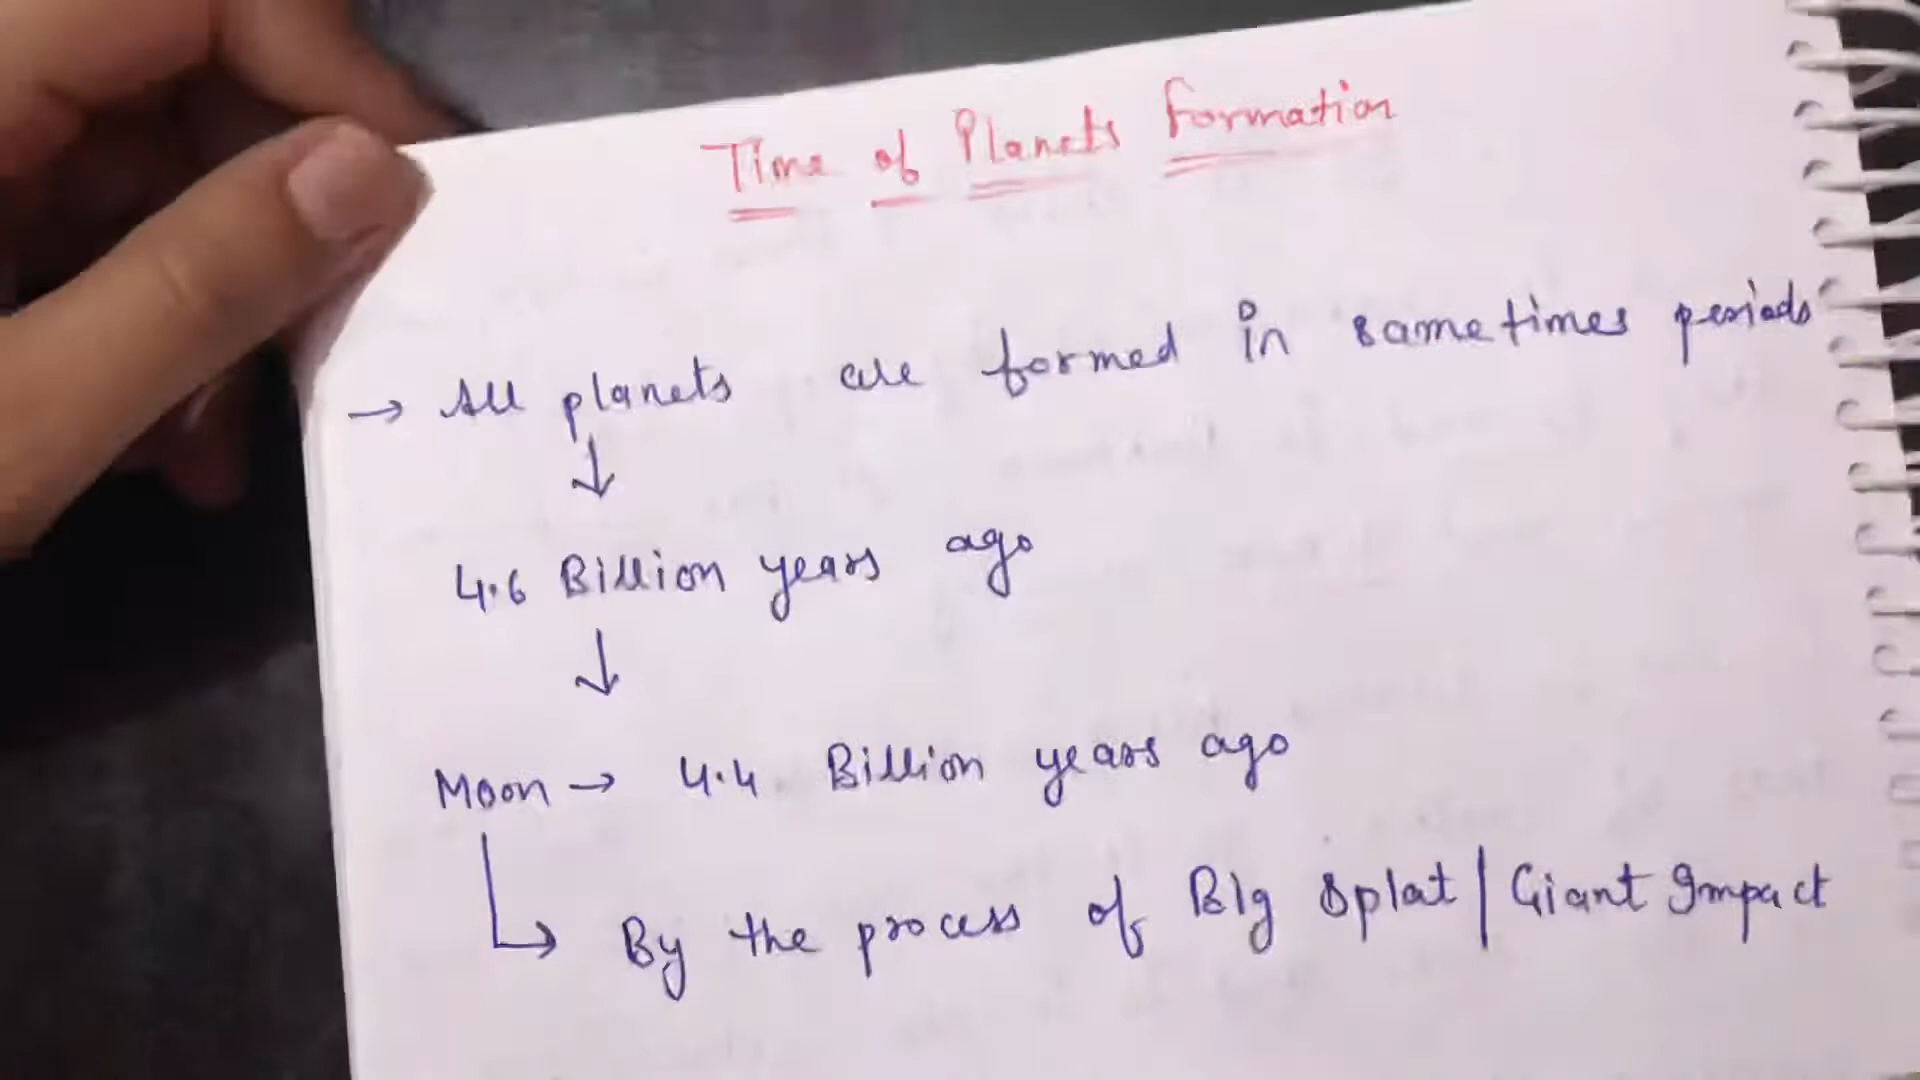 Time of Planets Formation
→ All planets are formed in sametimes periods
↓
4.6 Billion years ago
↓
Moon → 4.4 Billion years ago
↳ By the process of BIg splat | Giant Impact